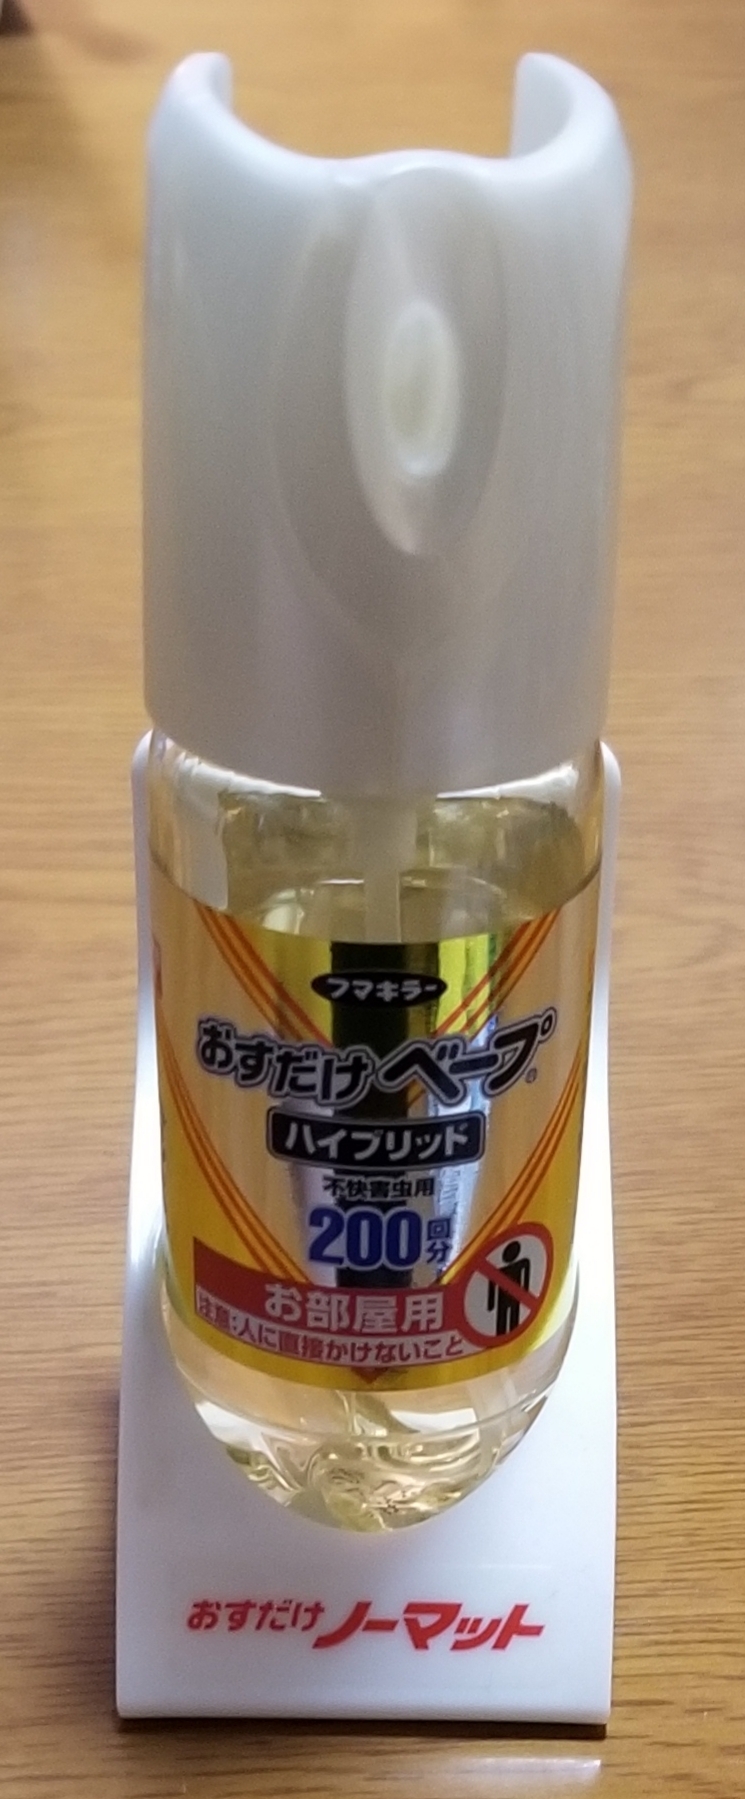 フマキラー
おすだけベープ®
ハイブリッド
不快害虫用
200回分
お部屋用
注意:人に直接かけないこと
おすだけノーマット